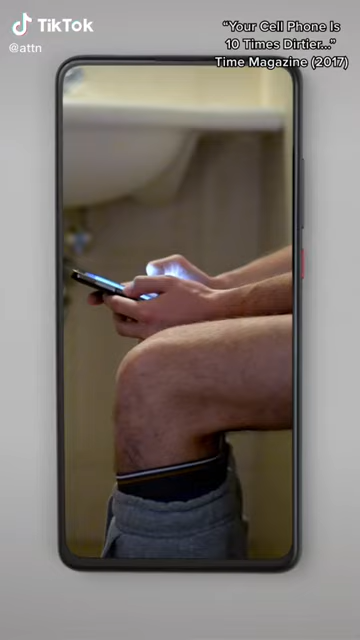 TikTok
@attn
“Your Cell Phone Is
10 Times Dirtier...”
Time Magazine (2017)